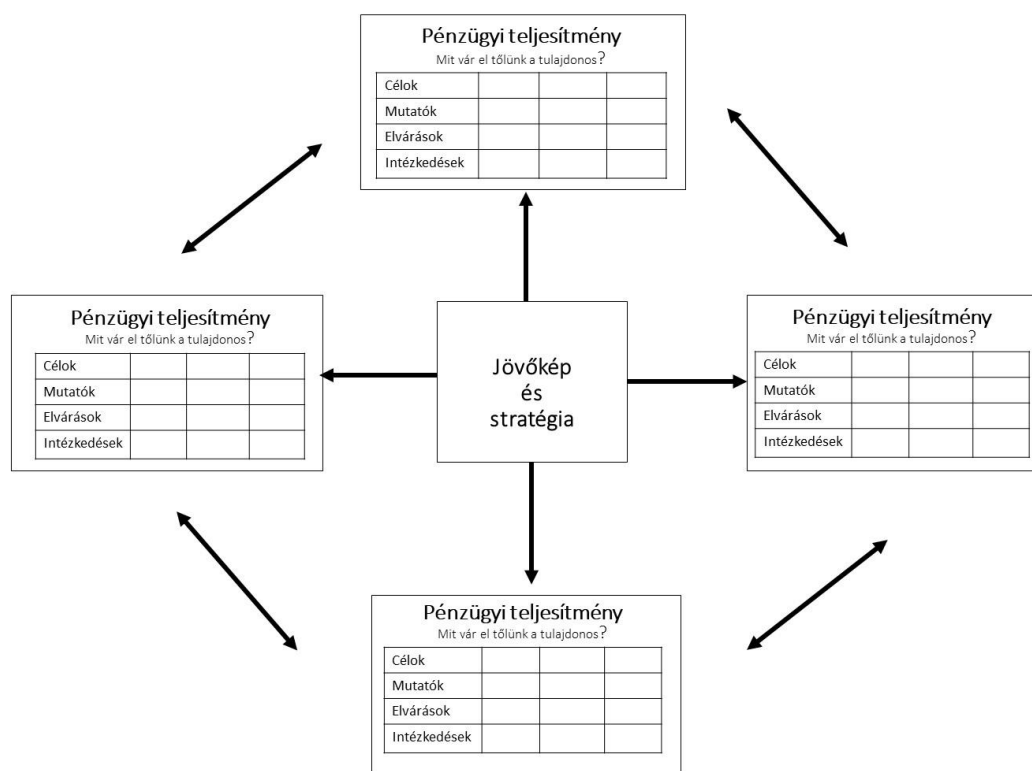 Pénzügyi teljesítmény
Mit vár el tőlünk a tulajdonos?
Célok
Mutatók
Elvárások
Intézkedések
Pénzügyi teljesítmény
Mit vár el tőlünk a tulajdonos?
Célok
Mutatók
Elvárások
Intézkedések
Jövőkép
és
stratégia
Pénzügyi teljesítmény
Mit vár el tőlünk a tulajdonos?
Célok
Mutatók
Elvárások
Intézkedések
Pénzügyi teljesítmény
Mit vár el tőlünk a tulajdonos?
Célok
Mutatók
Elvárások
Intézkedések